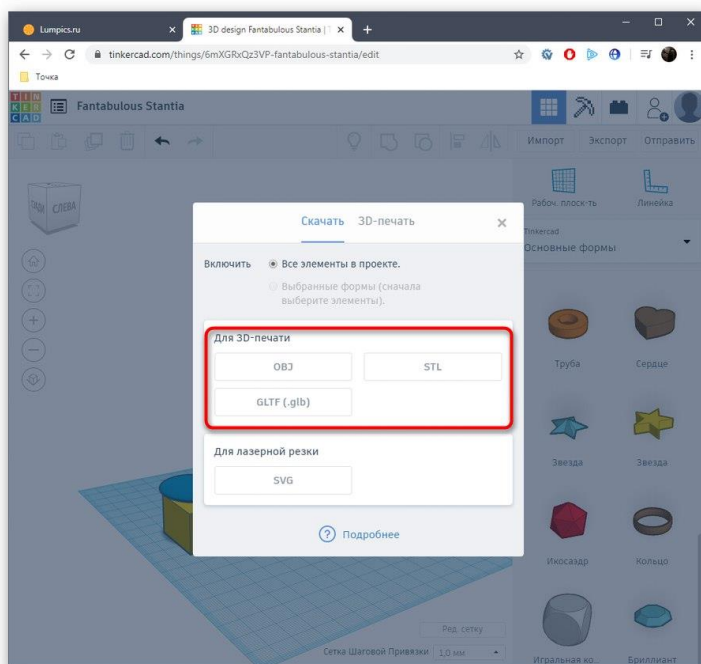 Lumpics.ru
3D design Fantabulous Stantia | T
tinkercad.com/things/6mXGRxQz3VP-fantabulous-stantia/edit
Точка
TIN
KER
CAD
Fantabulous Stantia
Импорт Экспорт Отправить
СЛЕВА
Рабоч. плоск-ть Линейка
Tinkercad
Основные формы
Скачать 3D-печать
Включить Все элементы в проекте.
Выбранные формы (сначала
выберите элементы).
Для 3D-печати
OBJ STL
GLTF (.glb)
Для лазерной резки
SVG
Подробнее
Труба Сердце
Звезда Звезда
Икосаэдр Кольцо
Игральная ко. Бриллиант
Ред. сетку
Сетка Шаговой Привязки 1,0 мм